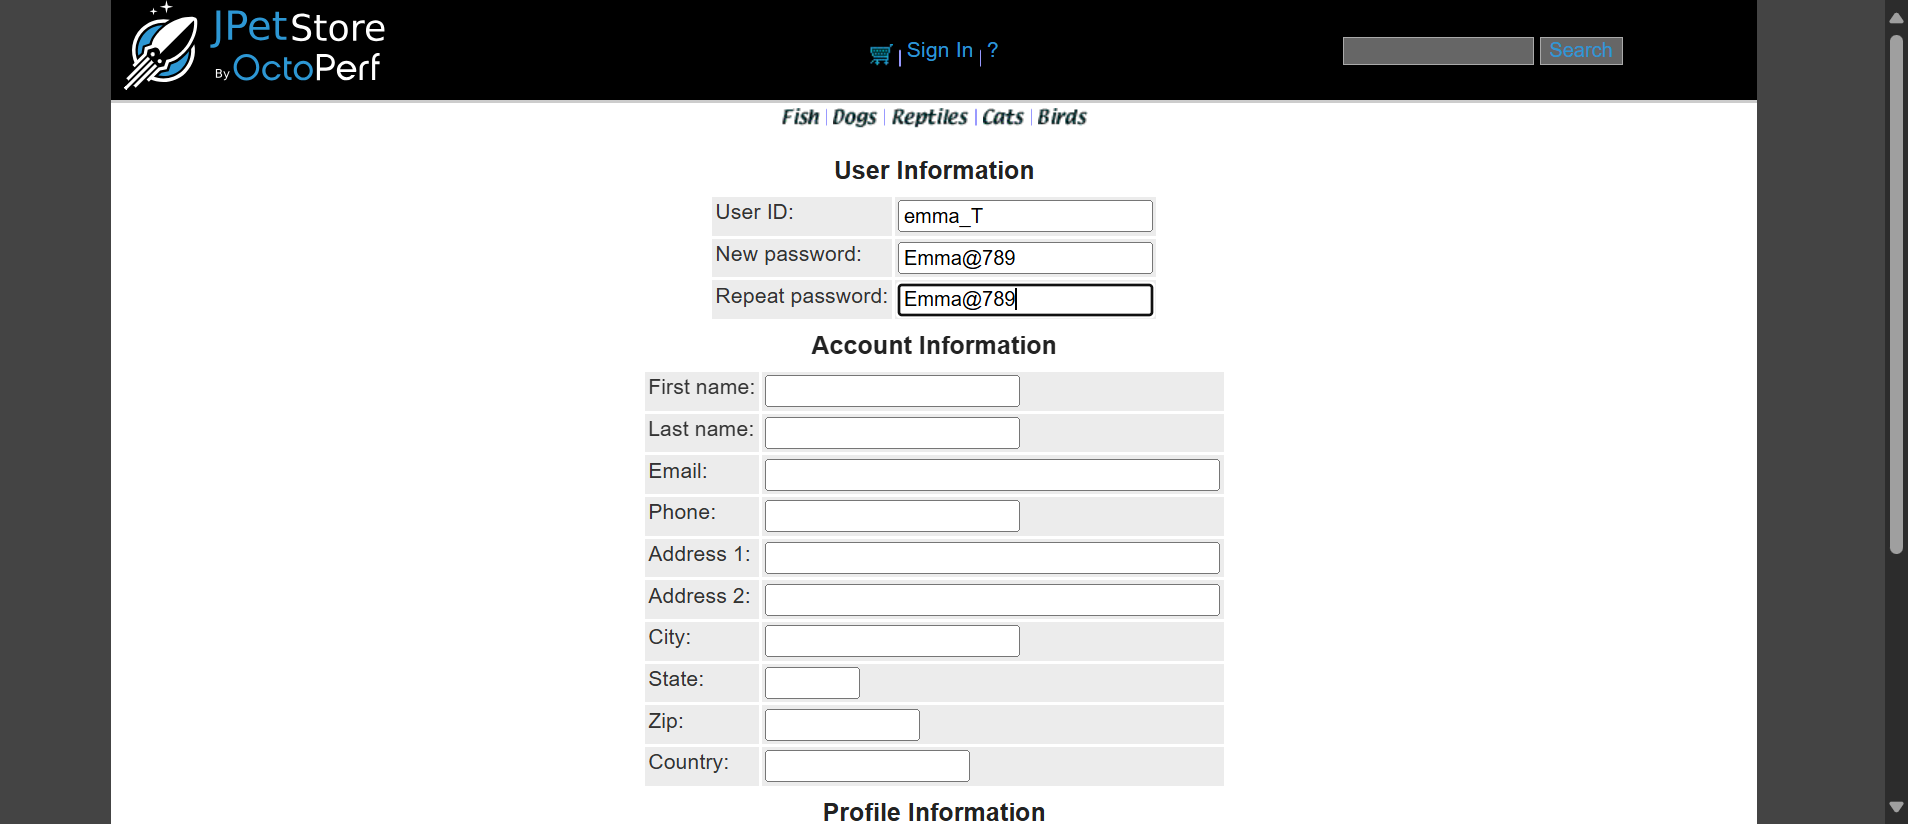 JPetStore
By OctoPerf
Sign In ?
Search
Fish Dogs Reptiles Cats Birds
User Information
User ID: emma_T
New password: Emma@789
Repeat password: Emma@789
Account Information
First name:
Last name:
Email:
Phone:
Address 1:
Address 2:
City:
State:
Zip:
Country:
Profile Information